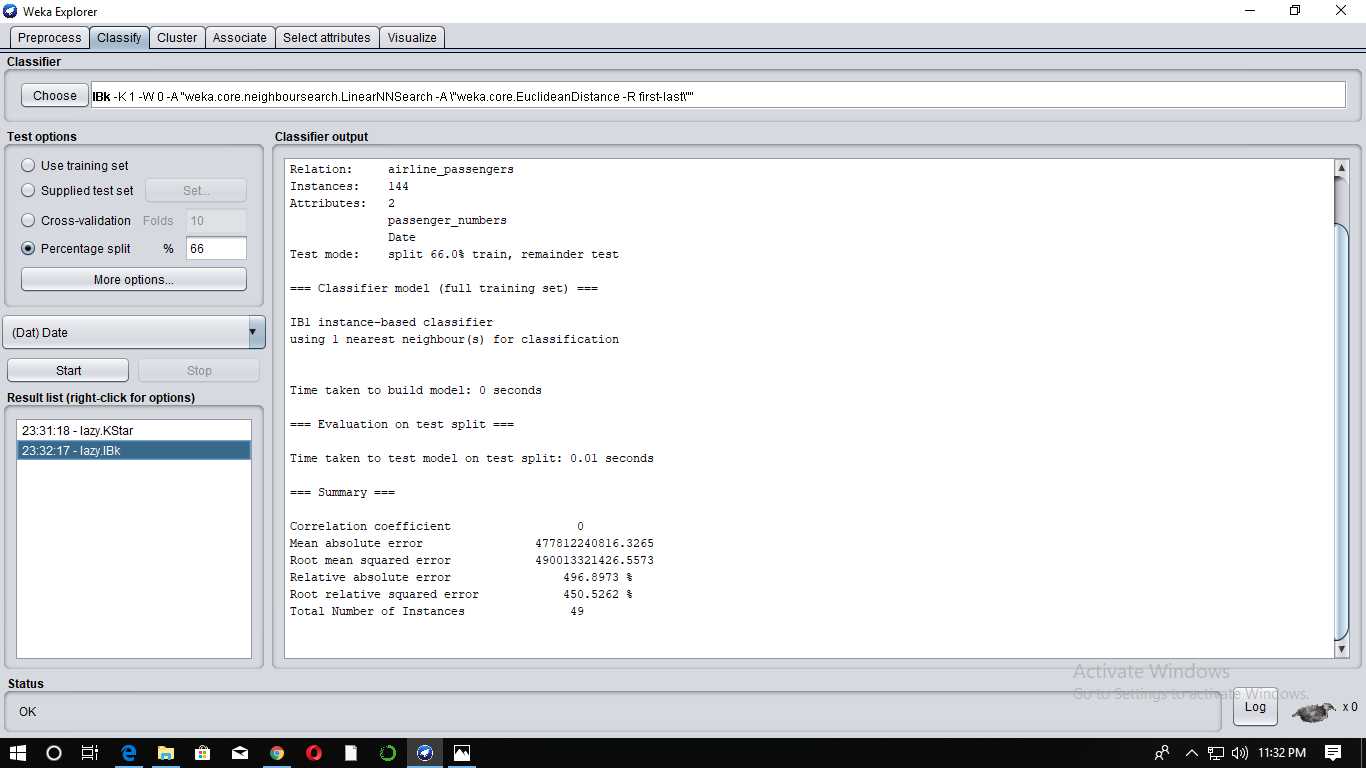 Weka Explorer
Preprocess Classify Cluster Associate Select attributes Visualize
Classifier
Choose IBk -K 1 -W 0 -A "weka.core.neighboursearch.LinearNNSearch -A \"weka.core.EuclideanDistance -R first-last\""
Test options
Use training set
Supplied test set Set...
Cross-validation Folds 10
Percentage split % 66
More options...
(Dat) Date
Start Stop
Result list (right-click for options)
23:31:18 - lazy.KStar
23:32:17 - lazy.IBk
Classifier output
Relation: airline_passengers
Instances: 144
Attributes: 2
passenger_numbers
Date
Test mode: split 66.0% train, remainder test
=== Classifier model (full training set) ===
IB1 instance-based classifier
using 1 nearest neighbour(s) for classification
Time taken to build model: 0 seconds
=== Evaluation on test split ===
Time taken to test model on test split: 0.01 seconds
=== Summary ===
Correlation coefficient 0
Mean absolute error 477812240816.3265
Root mean squared error 490013321426.5573
Relative absolute error 496.8973 %
Root relative squared error 450.5262 %
Total Number of Instances 49
Activate Windows
Go to Settings to activate Windows.
Status
OK
Log x 0
11:32 PM